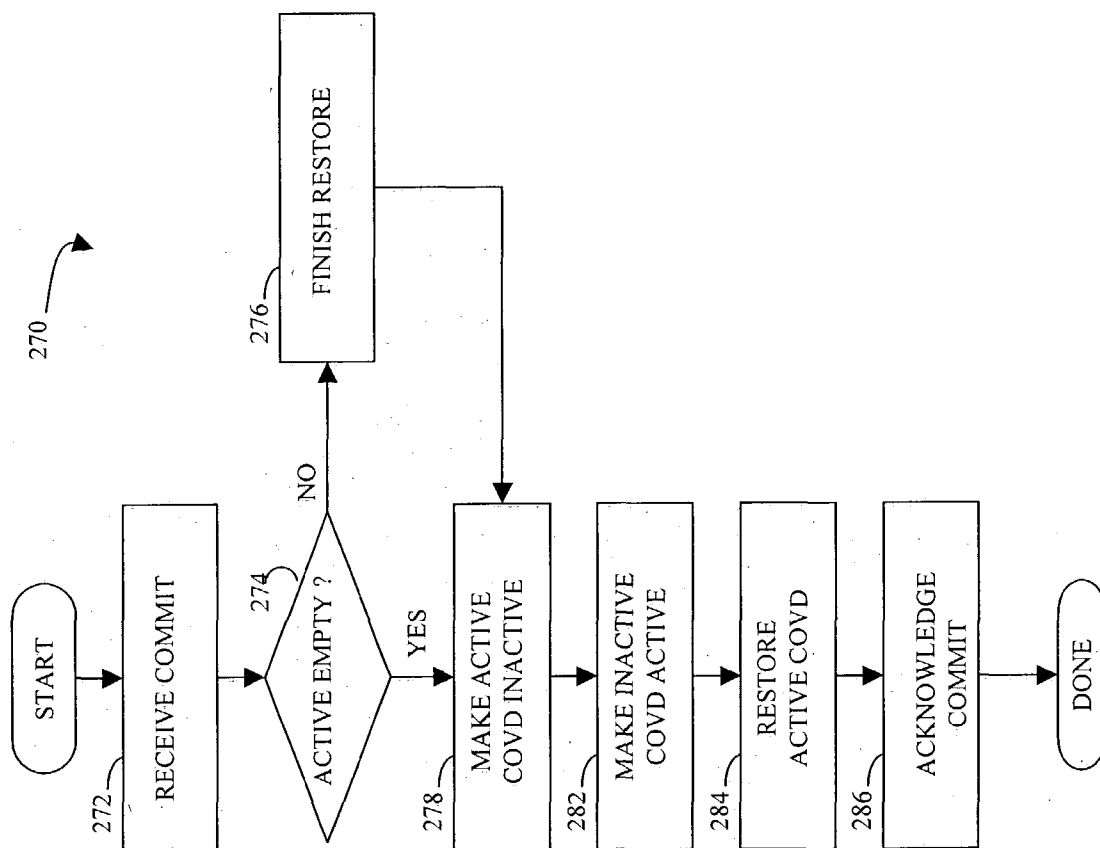 270
START
272
RECEIVE COMMIT
274
ACTIVE EMPTY ?
NO
276
FINISH RESTORE
YES
278
MAKE ACTIVE
COVD INACTIVE
282
MAKE INACTIVE
COVD ACTIVE
284
RESTORE
ACTIVE COVD
286
ACKNOWLEDGE
COMMIT
DONE